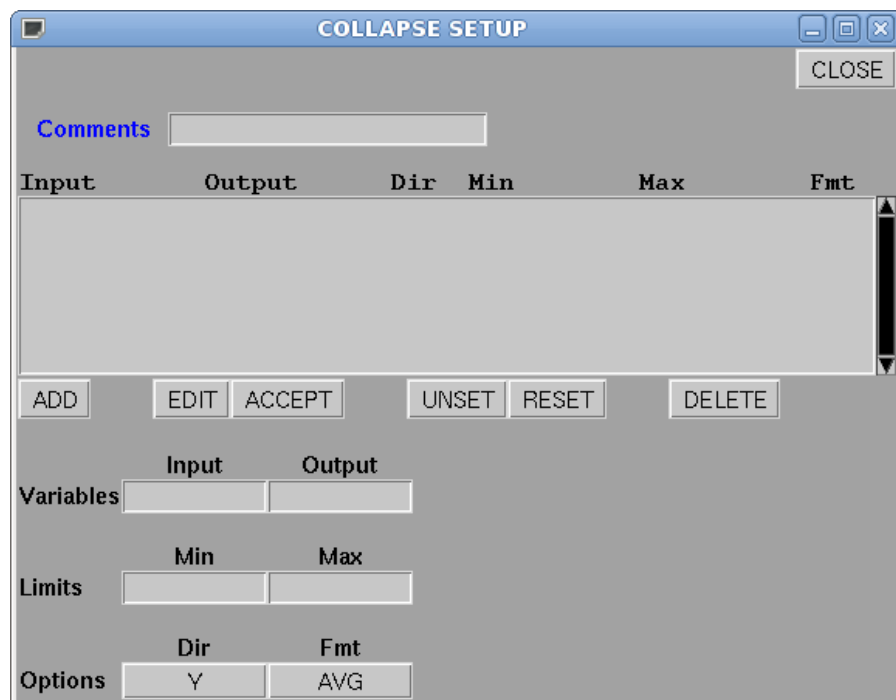 COLLAPSE SETUP
CLOSE
Comments
Input Output Dir Min Max Fmt
ADD EDIT ACCEPT UNSET RESET DELETE
Input Output
Variables
Min Max
Limits
Dir Fmt
Options Y AVG